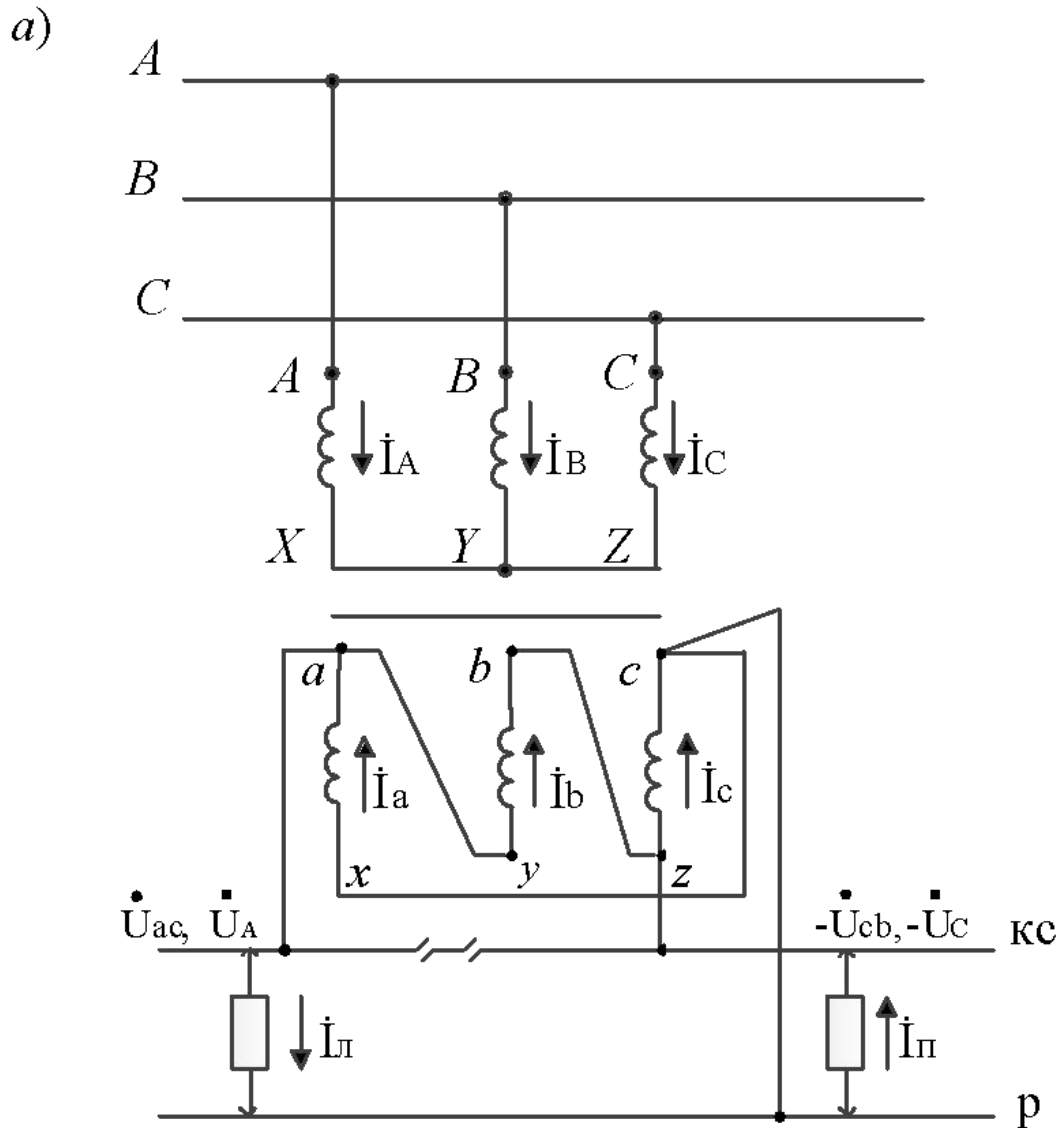 а)
A
B
C
A B C
İA İB İC
X Y Z
a b c
İa İb İc
x y z
U̇ac, U̇A -U̇cb, -U̇C кс
İл İп
р